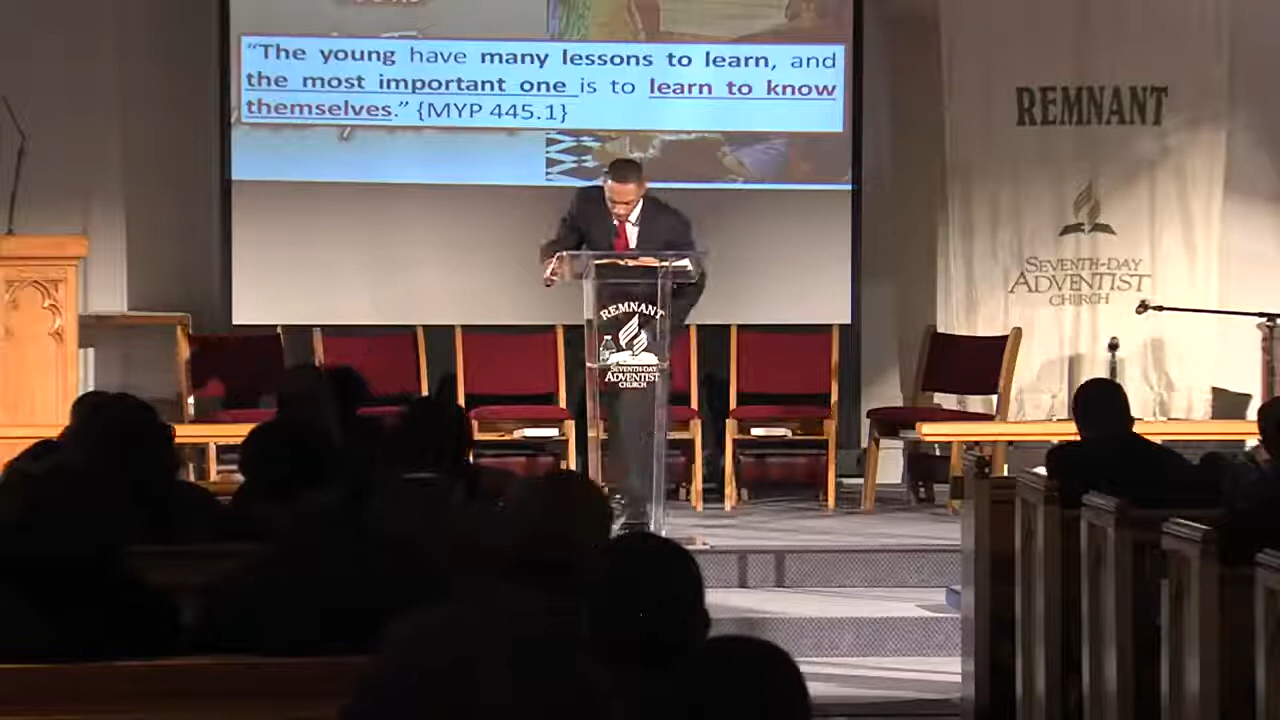 “The young have many lessons to learn, and
the most important one is to learn to know
themselves.” {MYP 445.1}
REMNANT
SEVENTH-DAY
ADVENTIST
CHURCH
REMNANT
SEVENTH-DAY
ADVENTIST
CHURCH